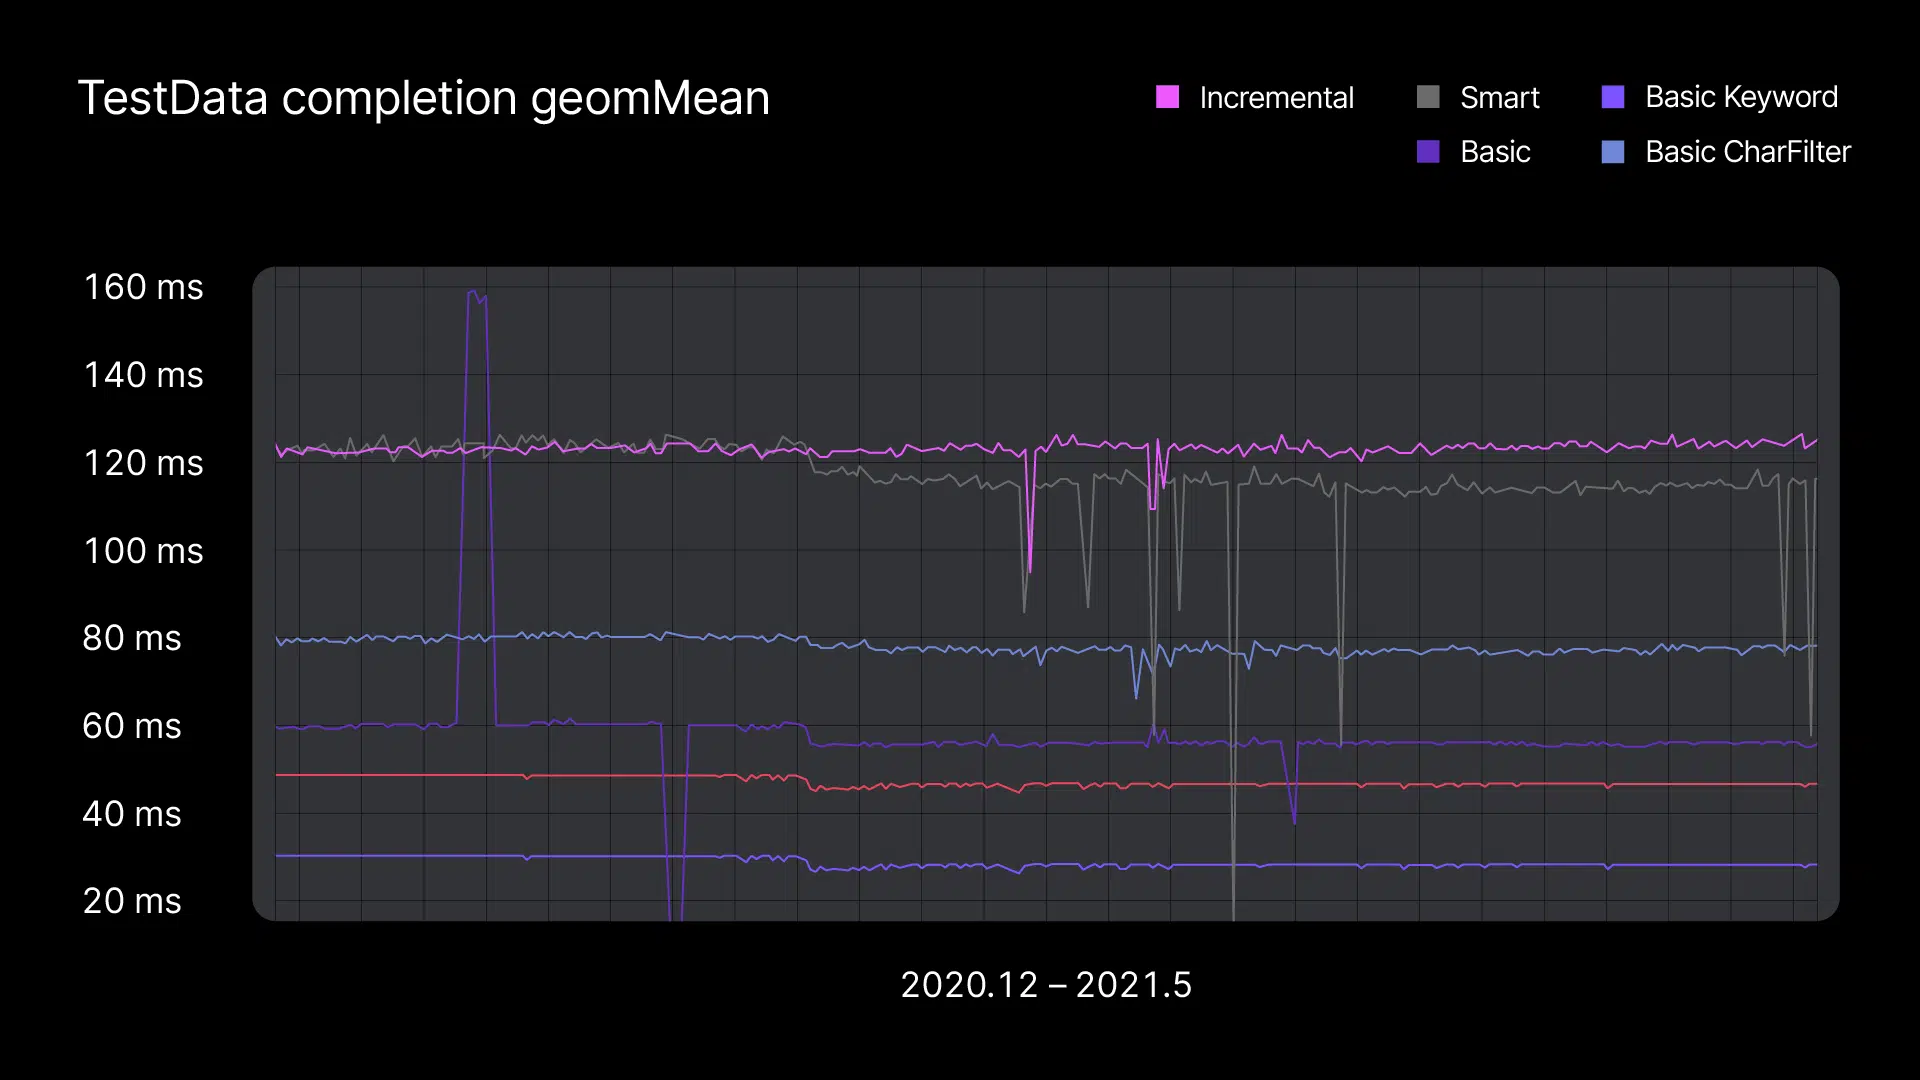 TestData completion geomMean
Incremental
Smart
Basic Keyword
Basic
Basic CharFilter
160 ms
140 ms
120 ms
100 ms
80 ms
60 ms
40 ms
20 ms
2020.12 – 2021.5